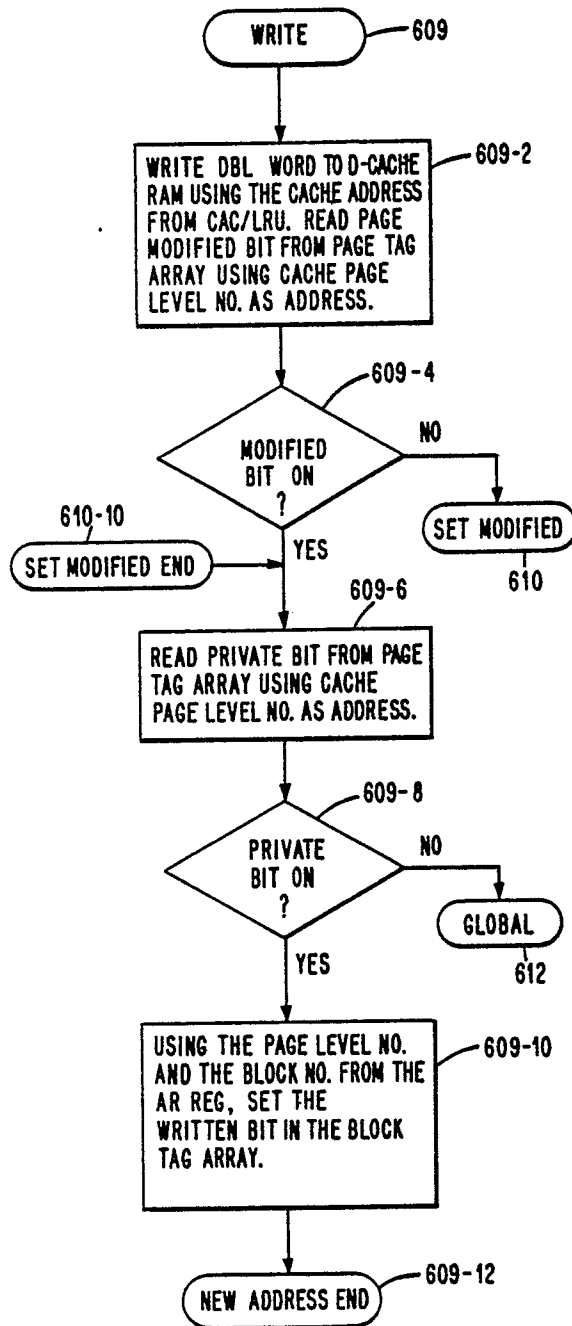 WRITE
609
WRITE DBL WORD TO D-CACHE
RAM USING THE CACHE ADDRESS
FROM CAC/LRU. READ PAGE
MODIFIED BIT FROM PAGE TAG
ARRAY USING CACHE PAGE
LEVEL NO. AS ADDRESS.
609-2
609-4
MODIFIED
BIT ON
?
NO
SET MODIFIED
610
YES
610-10
SET MODIFIED END
609-6
READ PRIVATE BIT FROM PAGE
TAG ARRAY USING CACHE
PAGE LEVEL NO. AS ADDRESS.
609-8
PRIVATE
BIT ON
?
NO
GLOBAL
612
YES
USING THE PAGE LEVEL NO.
AND THE BLOCK NO. FROM THE
AR REG, SET THE
WRITTEN BIT IN THE BLOCK
TAG ARRAY.
609-10
NEW ADDRESS END
609-12